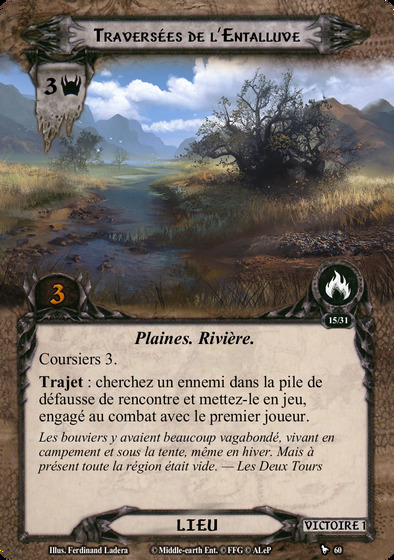 Traversées de l'Entalluve
3
3
15/31
Plaines. Rivière.
Coursiers 3.
Trajet : cherchez un ennemi dans la pile de
défausse de rencontre et mettez-le en jeu,
engagé au combat avec le premier joueur.
Les bouviers y avaient beaucoup vagabondé, vivant en
campement et sous la tente, même en hiver. Mais à
présent toute la région était vide. — Les Deux Tours
LIEU
VICTOIRE 1
Illus. Ferdinand Ladera
© Middle-earth Ent. © FFG © ALeP
60